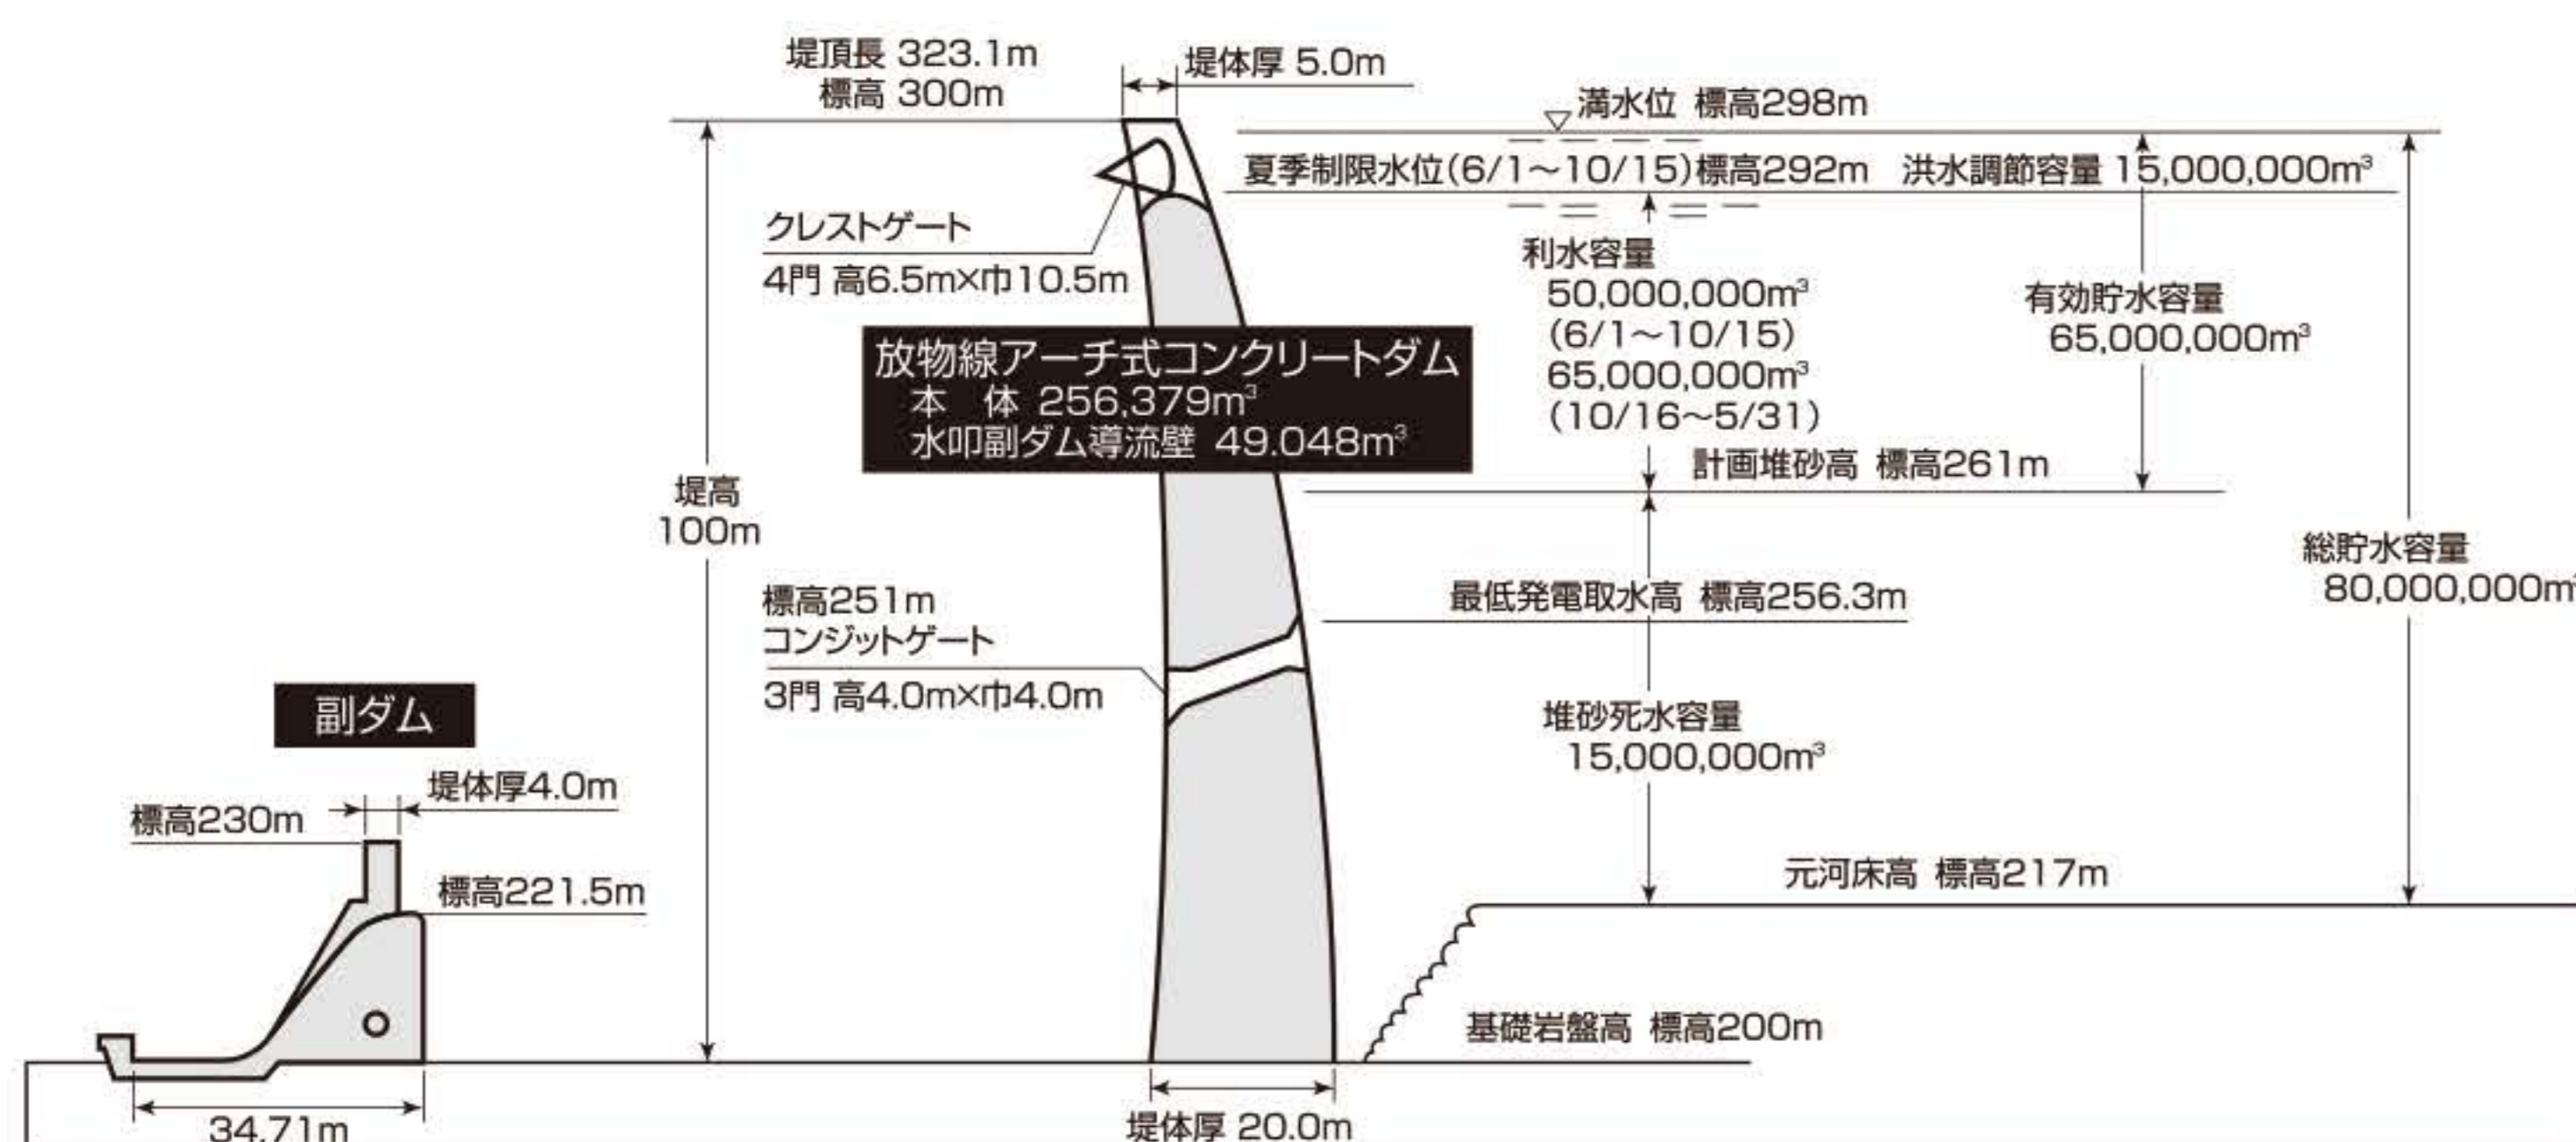 堤頂長 323.1m
標高 300m
堤体厚 5.0m
満水位 標高298m
夏季制限水位(6/1〜10/15)標高292m 洪水調節容量 15,000,000m³
クレストゲート
4門 高6.5m×巾10.5m
利水容量
50,000,000m³
(6/1〜10/15)
65,000,000m³
(10/16〜5/31)
有効貯水容量
65,000,000m³
放物線アーチ式コンクリートダム
本 体 256,379m³
水叩副ダム導流壁 49.048m³
計画堆砂高 標高261m
堤高
100m
総貯水容量
80,000,000m³
標高251m
コンジットゲート
3門 高4.0m×巾4.0m
最低発電取水高 標高256.3m
堆砂死水容量
15,000,000m³
副ダム
堤体厚4.0m
標高230m
標高221.5m
元河床高 標高217m
基礎岩盤高 標高200m
34.71m
堤体厚 20.0m